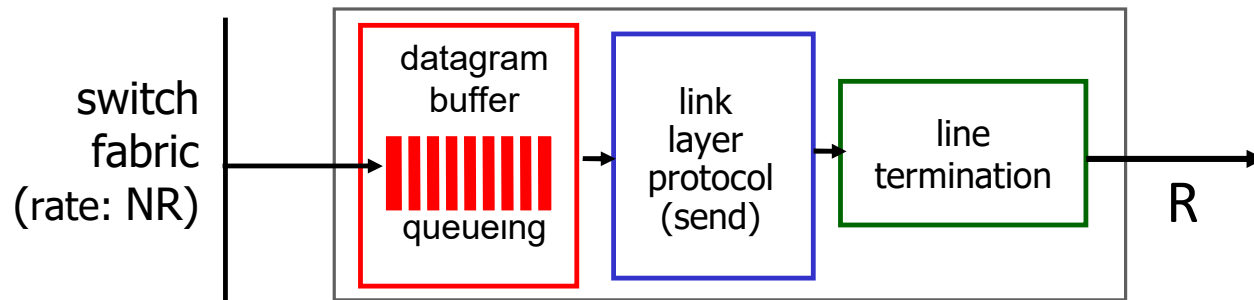 switch
fabric
(rate: NR)
datagram
buffer
queueing
link
layer
protocol
(send)
line
termination
R